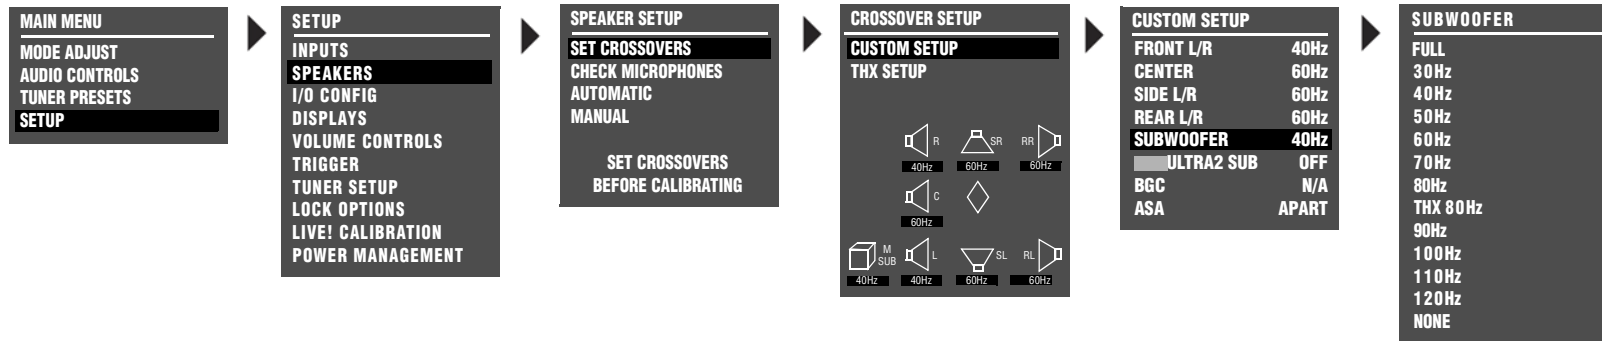 MAIN MENU
MODE ADJUST
AUDIO CONTROLS
TUNER PRESETS
SETUP
SETUP
INPUTS
SPEAKERS
I/O CONFIG
DISPLAYS
VOLUME CONTROLS
TRIGGER
TUNER SETUP
LOCK OPTIONS
LIVE! CALIBRATION
POWER MANAGEMENT
SPEAKER SETUP
SET CROSSOVERS
CHECK MICROPHONES
AUTOMATIC
MANUAL
SET CROSSOVERS
BEFORE CALIBRATING
CROSSOVER SETUP
CUSTOM SETUP
THX SETUP
R SR RR
40Hz 60Hz 60Hz
C
60Hz
M
SUB L SL RL
40Hz 40Hz 60Hz 60Hz
CUSTOM SETUP
FRONT L/R 40Hz
CENTER 60Hz
SIDE L/R 60Hz
REAR L/R 60Hz
SUBWOOFER 40Hz
ULTRA2 SUB OFF
BGC N/A
ASA APART
SUBWOOFER
FULL
30Hz
40Hz
50Hz
60Hz
70Hz
80Hz
THX 80Hz
90Hz
100Hz
110Hz
120Hz
NONE